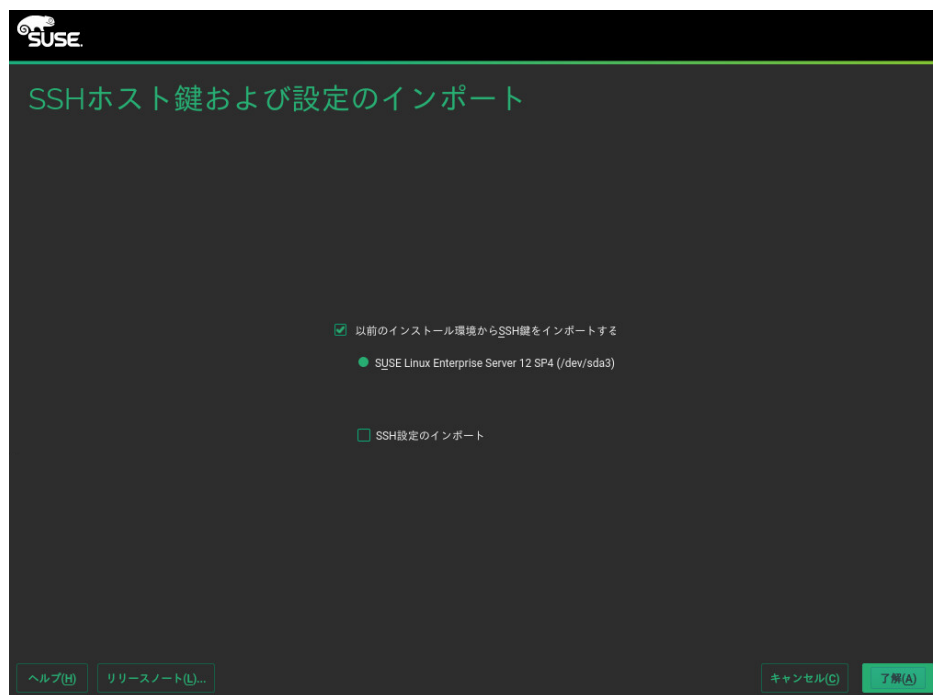 SUSE.
SSHホスト鍵および設定のインポート
以前のインストール環境からSSH鍵をインポートする
SUSE Linux Enterprise Server 12 SP4 (/dev/sda3)
SSH設定のインポート
ヘルプ(H) リリースノート(L)... キャンセル(C) 了解(A)